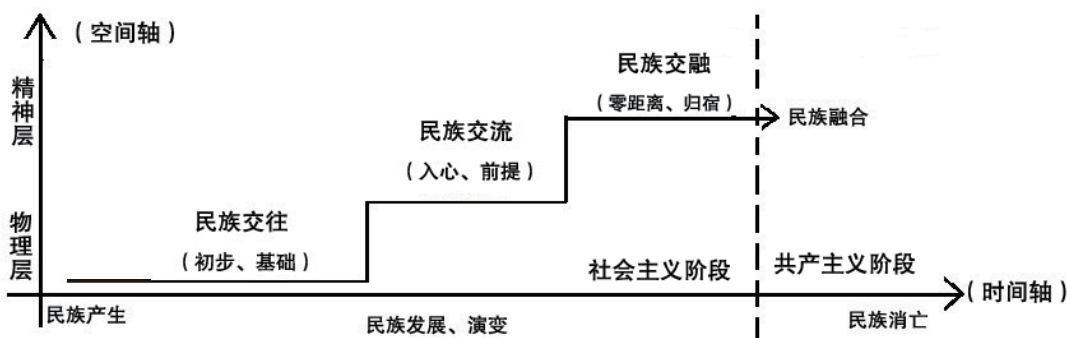 （空间轴）
精神层
民族交融
（零距离、归宿）
民族融合
民族交流
（入心、前提）
物理层
民族交往
（初步、基础）
社会主义阶段
共产主义阶段
（时间轴）
民族产生
民族发展、演变
民族消亡